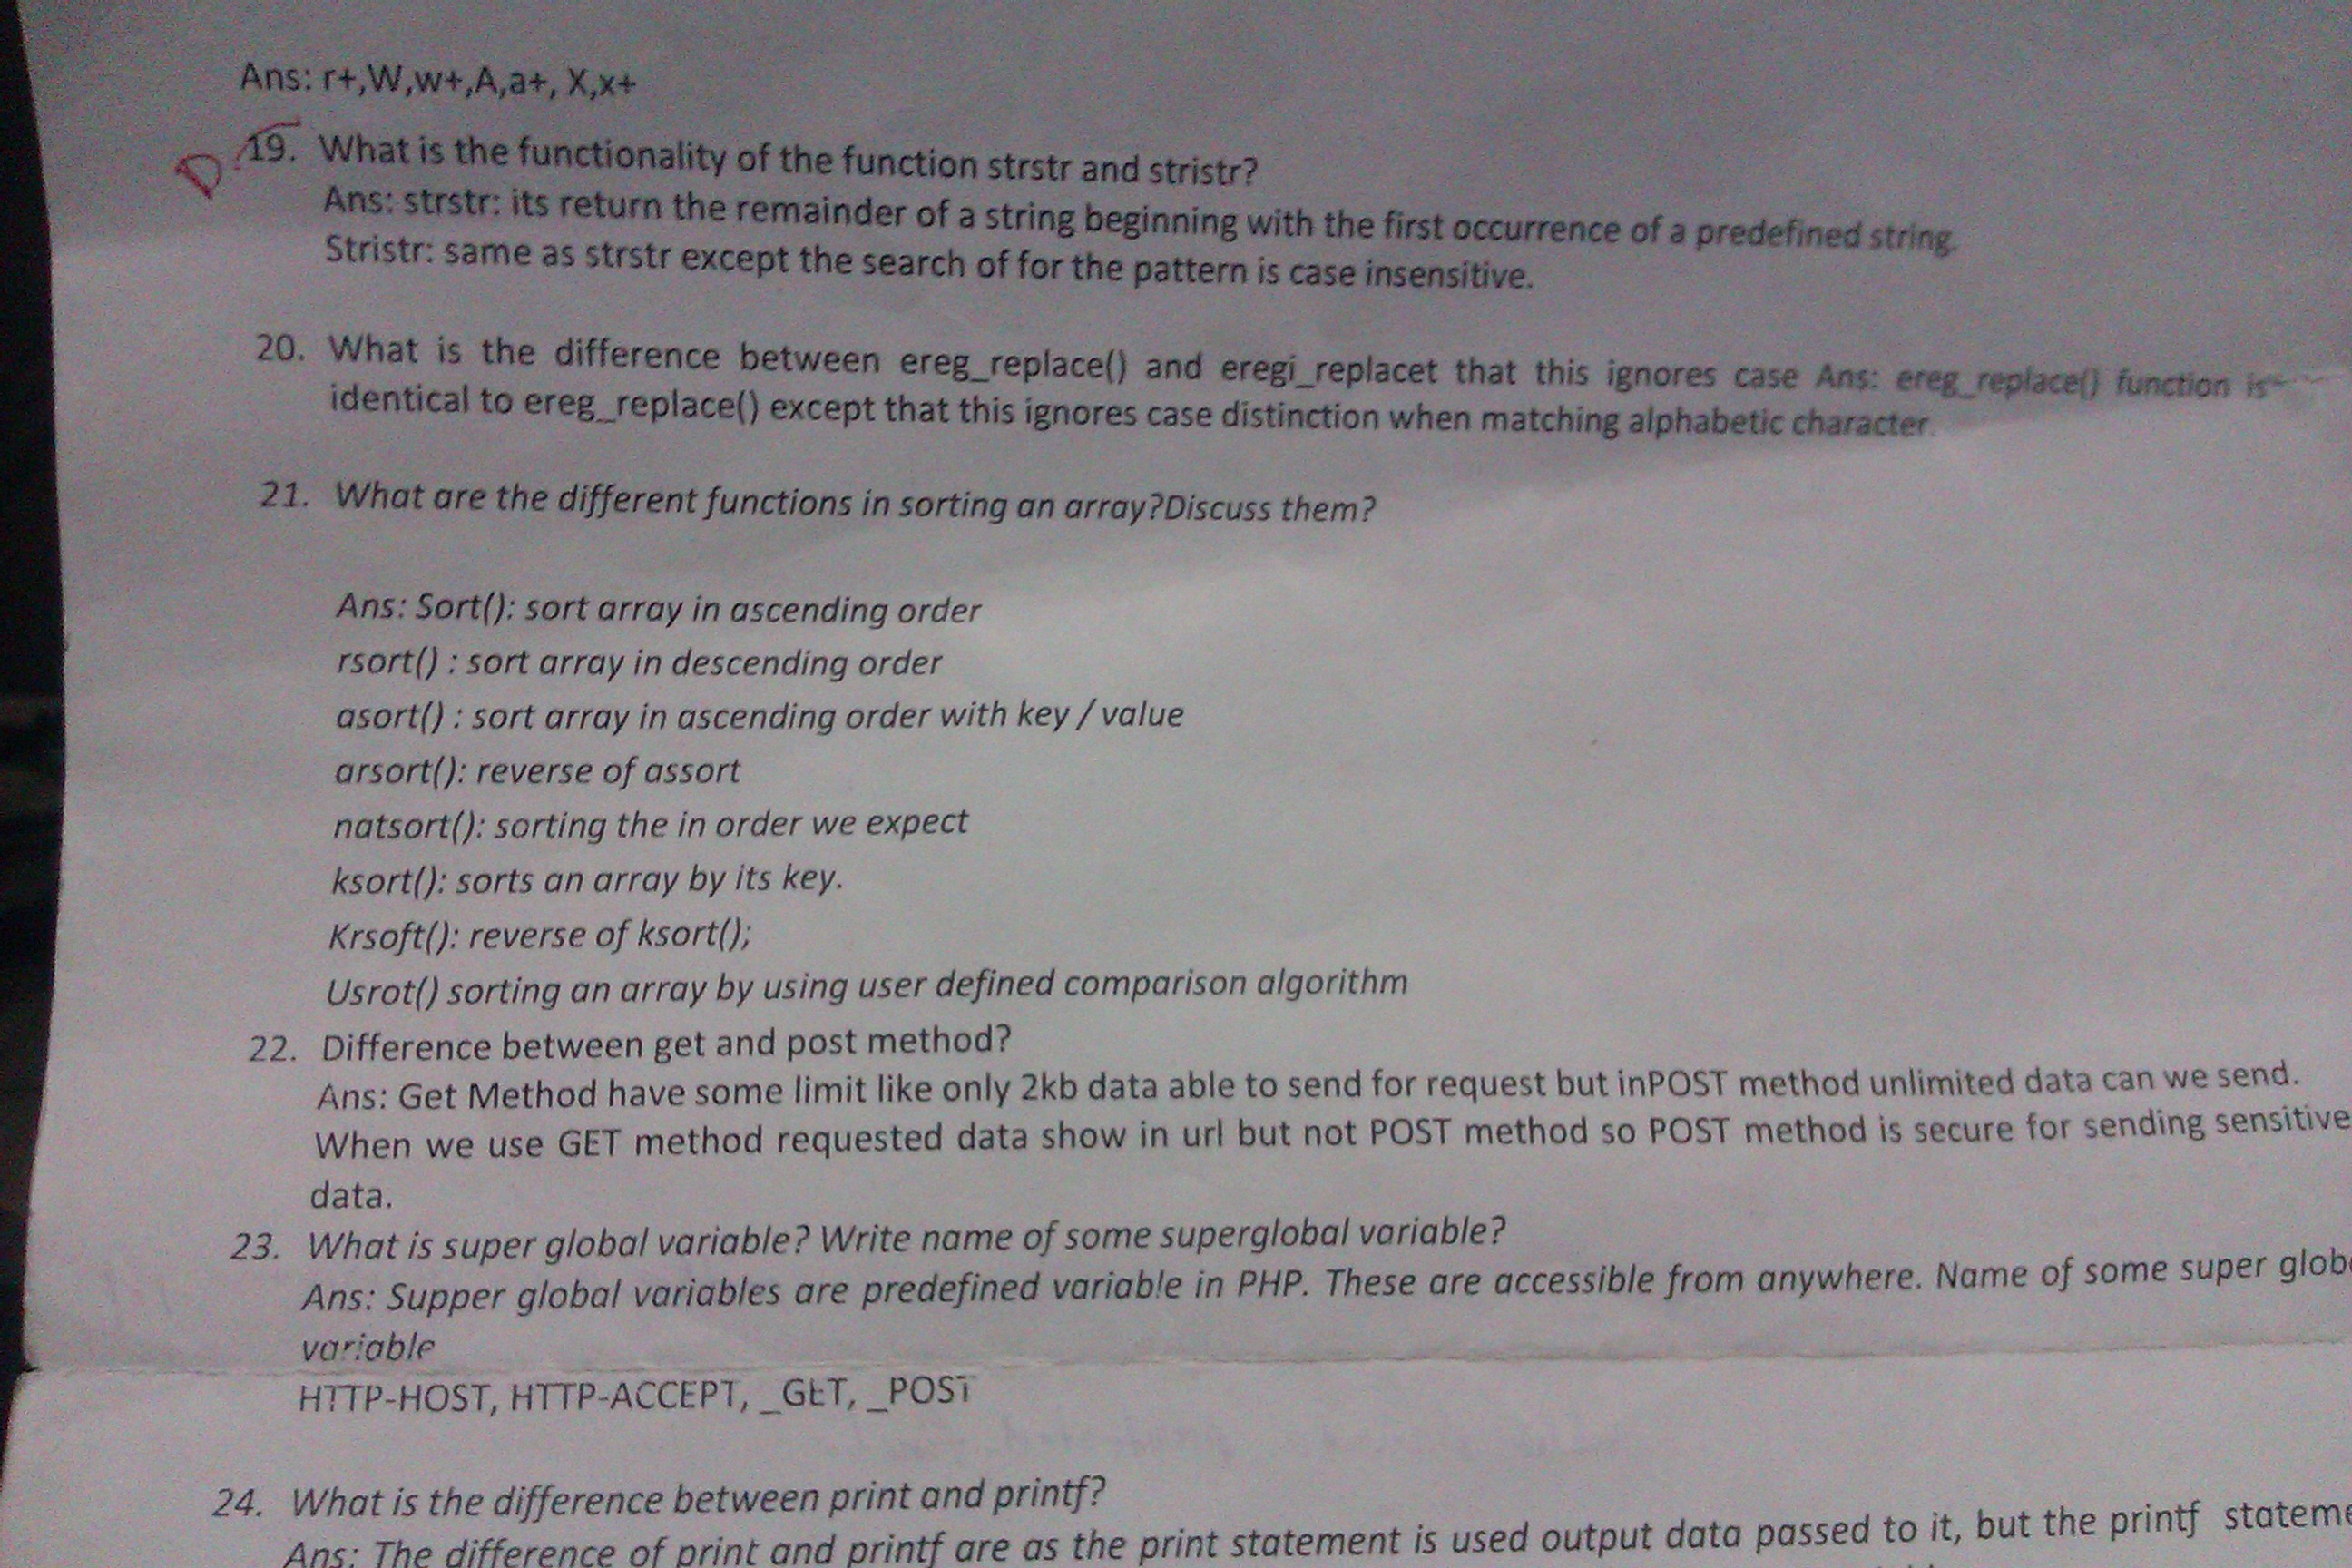 Ans: r+,W,w+,A,a+, X,x+
D 19. What is the functionality of the function strstr and stristr?
Ans: strstr: its return the remainder of a string beginning with the first occurrence of a predefined string
Stristr: same as strstr except the search of for the pattern is case insensitive.
20. What is the difference between ereg_replace() and eregi_replacet that this ignores case Ans: ereg_replace() function is
identical to ereg_replace() except that this ignores case distinction when matching alphabetic character
21. What are the different functions in sorting an array?Discuss them?
Ans: Sort(): sort array in ascending order
rsort() : sort array in descending order
asort() : sort array in ascending order with key / value
arsort(): reverse of assort
natsort(): sorting the in order we expect
ksort(): sorts an array by its key.
Krsoft(): reverse of ksort();
Usrot() sorting an array by using user defined comparison algorithm
22. Difference between get and post method?
Ans: Get Method have some limit like only 2kb data able to send for request but inPOST method unlimited data can we send.
When we use GET method requested data show in url but not POST method so POST method is secure for sending sensitive
data.
23. What is super global variable? Write name of some superglobal variable?
Ans: Supper global variables are predefined variable in PHP. These are accessible from anywhere. Name of some super glob
variable
HTTP-HOST, HTTP-ACCEPT, _GET, _POST
24. What is the difference between print and printf?
Ans: The difference of print and printf are as the print statement is used output data passed to it, but the printf stateme